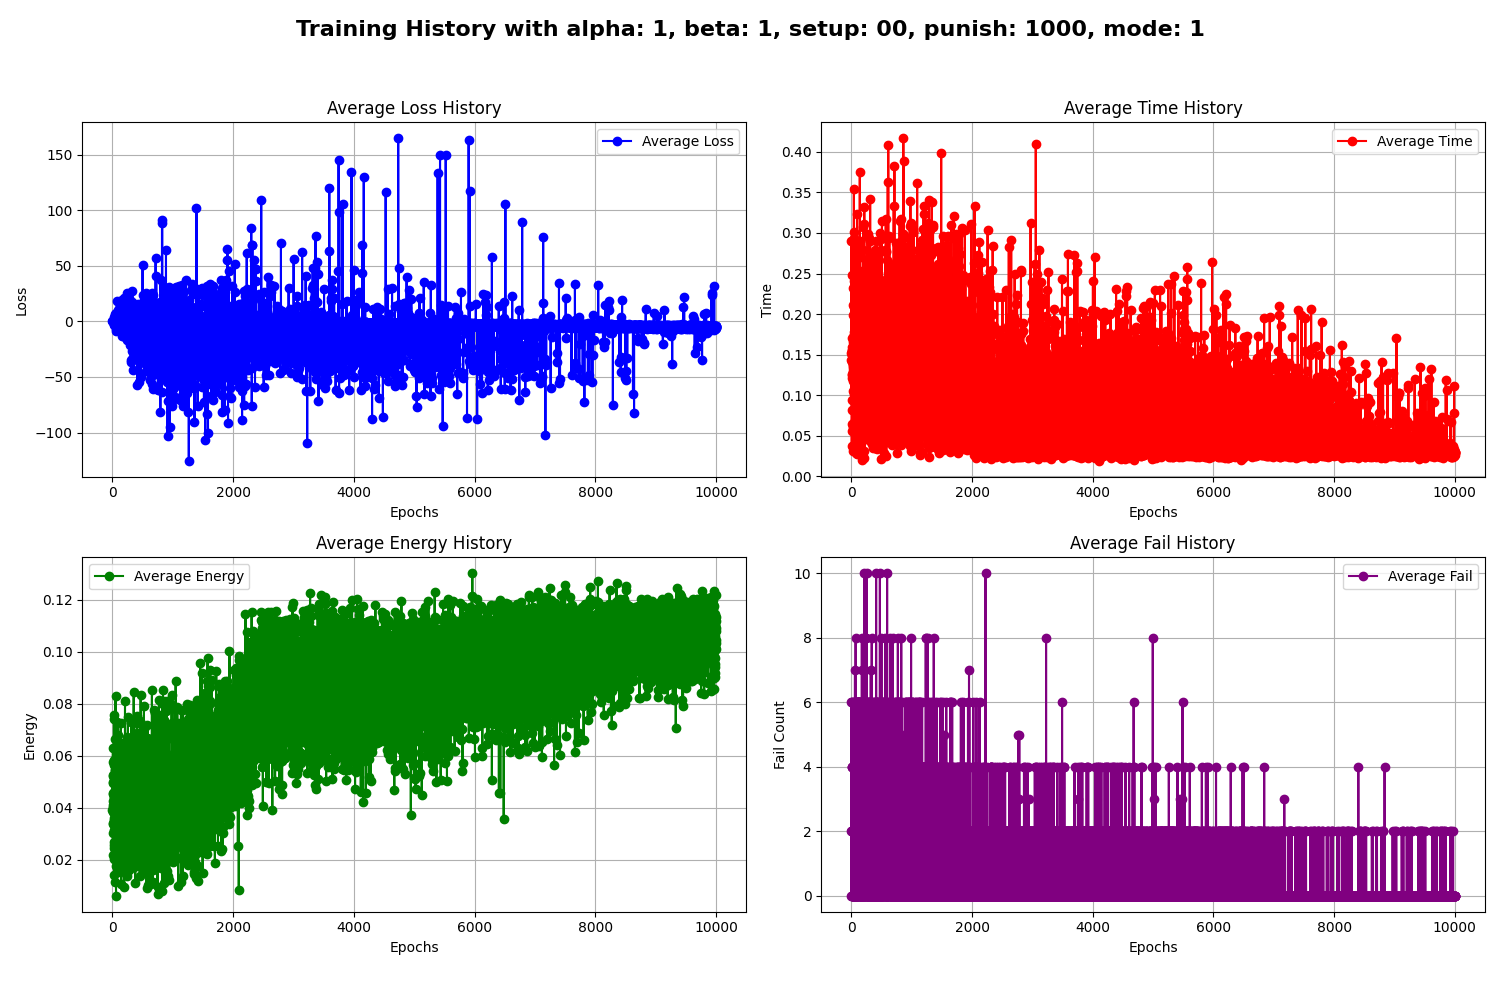 Training History with alpha: 1, beta: 1, setup: 00, punish: 1000, mode: 1
Average Loss History
Average Loss
Loss
150
100
50
0
−50
−100
0 2000 4000 6000 8000 10000
Epochs
Average Time History
Average Time
Time
0.40
0.35
0.30
0.25
0.20
0.15
0.10
0.05
0.00
0 2000 4000 6000 8000 10000
Epochs
Average Energy History
Average Energy
Energy
0.12
0.10
0.08
0.06
0.04
0.02
0 2000 4000 6000 8000 10000
Epochs
Average Fail History
Average Fail
Fail Count
10
8
6
4
2
0
0 2000 4000 6000 8000 10000
Epochs